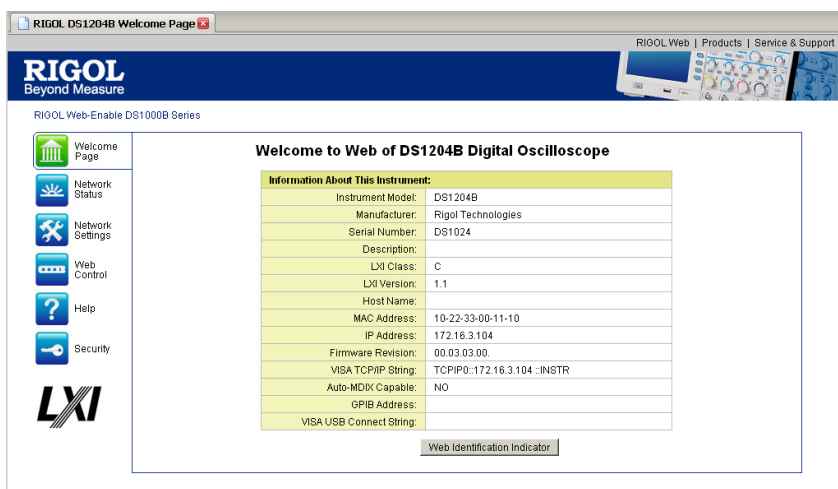 RIGOL DS1204B Welcome Page
RIGOL Web | Products | Service & Support
RIGOL
Beyond Measure
RIGOL Web-Enable DS1000B Series
Welcome Page
Network Status
Network Settings
Web Control
Help
Security
LXI
Welcome to Web of DS1204B Digital Oscilloscope
Information About This Instrument:
Instrument Model: DS1204B
Manufacturer: Rigol Technologies
Serial Number: DS1024
Description:
LXI Class: C
LXI Version: 1.1
Host Name:
MAC Address: 10-22-33-00-11-10
IP Address: 172.16.3.104
Firmware Revision: 00.03.03.00.
VISA TCP/IP String: TCPIP0::172.16.3.104 ::INSTR
Auto-MDIX Capable: NO
GPIB Address:
VISA USB Connect String:
Web Identification Indicator